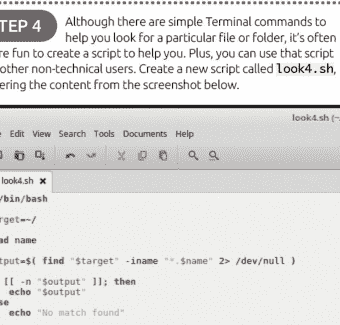 TEP 4
Although there are simple Terminal commands to
help you look for a particular file or folder, it's often
re fun to create a script to help you. Plus, you can use that script
other non-technical users. Create a new script called look4.sh,
ering the content from the screenshot below.
look4.sh (~
Edit View Search Tools Documents Help
look4.sh ×
/bin/bash
rget=~/
ad name
tput=$( find "$target" -iname "*.$name" 2> /dev/null )
[[ -n "$output" ]]; then
echo "$output"
se
echo "No match found"